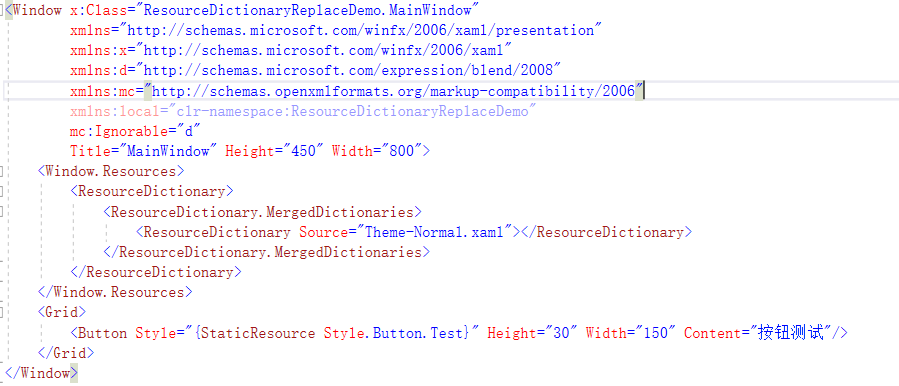 <Window x:Class="ResourceDictionaryReplaceDemo.MainWindow"
xmlns="http://schemas.microsoft.com/winfx/2006/xaml/presentation"
xmlns:x="http://schemas.microsoft.com/winfx/2006/xaml"
xmlns:d="http://schemas.microsoft.com/expression/blend/2008"
xmlns:mc="http://schemas.openxmlformats.org/markup-compatibility/2006"
xmlns:local="clr-namespace:ResourceDictionaryReplaceDemo"
mc:Ignorable="d"
Title="MainWindow" Height="450" Width="800">
<Window.Resources>
<ResourceDictionary>
<ResourceDictionary.MergedDictionaries>
<ResourceDictionary Source="Theme-Normal.xaml"></ResourceDictionary>
</ResourceDictionary.MergedDictionaries>
</ResourceDictionary>
</Window.Resources>
<Grid>
<Button Style="{StaticResource Style.Button.Test}" Height="30" Width="150" Content="按钮测试"/>
</Grid>
</Window>